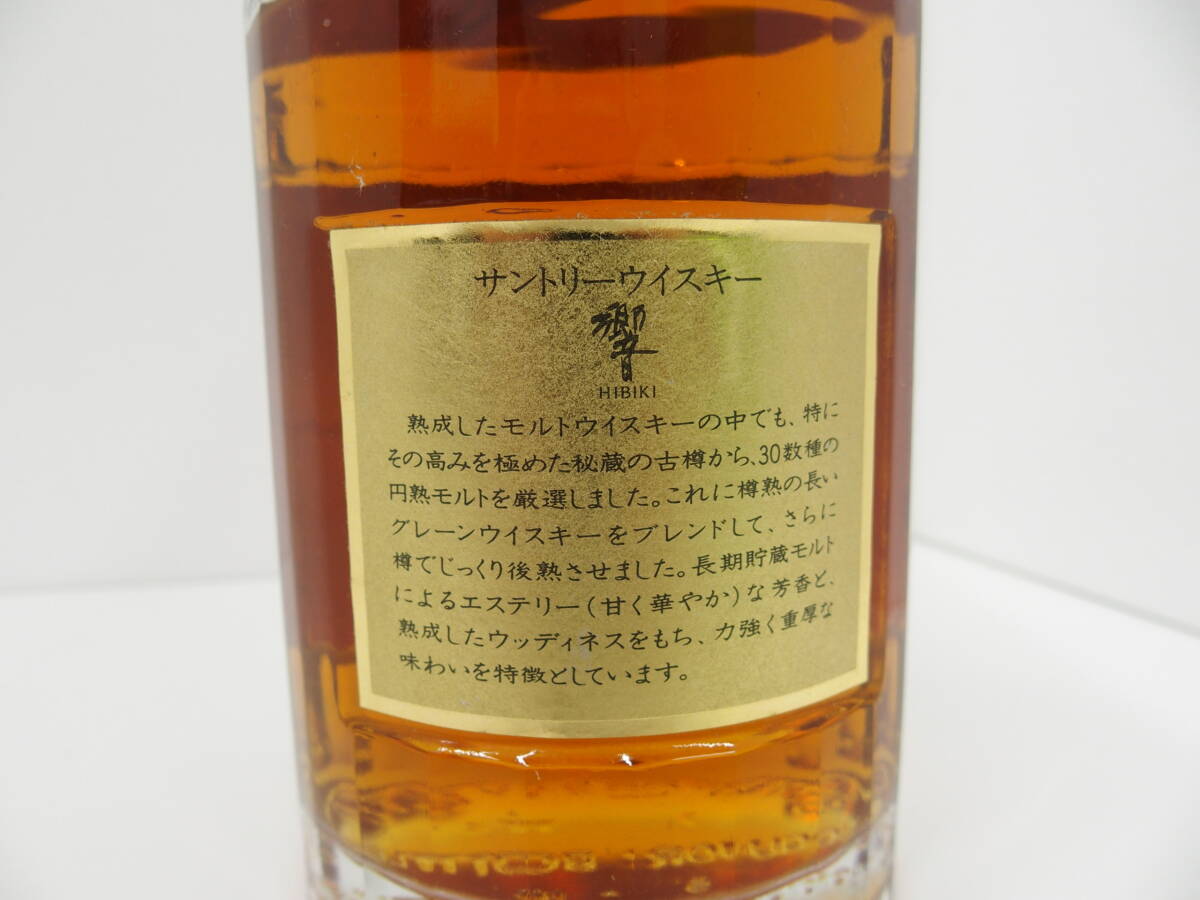 サントリーウイスキー
響
HIBIKI
熟成したモルトウイスキーの中でも、特に
その高みを極めた秘蔵の古樽から、30数種の
円熟モルトを厳選しました。これに樽熟の長い
グレーンウイスキーをブレンドして、さらに
樽でじっくり後熟させました。長期貯蔵モルト
によるエステリー(甘く華やか)な芳香と、
熟成したウッディネスをもち、力強く重厚な
味わいを特徴としています。